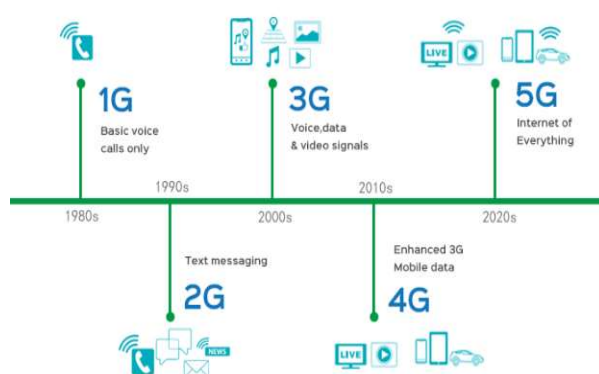 1G
Basic voice
calls only
1980s
1990s
Text messaging
2G
NEWS
3G
Voice,data
& video signals
2000s
2010s
Enhanced 3G
Mobile data
4G
LIVE
LIVE
5G
Internet of
Everything
2020s